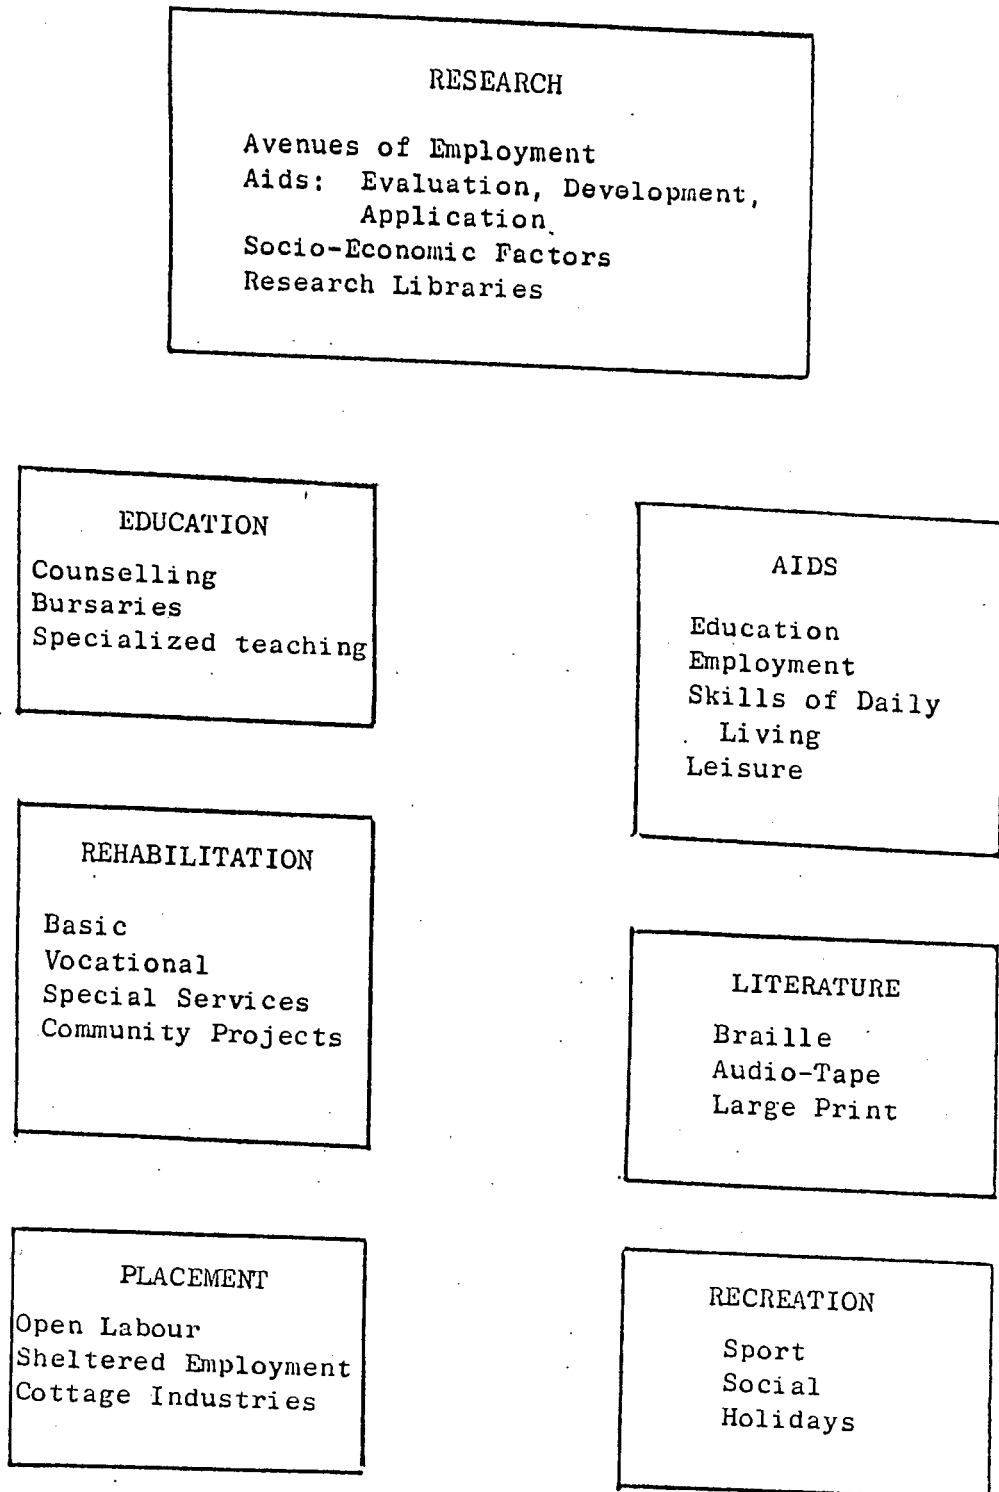 RESEARCH
Avenues of Employment
Aids: Evaluation, Development,
Application
Socio-Economic Factors
Research Libraries
EDUCATION
Counselling
Bursaries
Specialized teaching
REHABILITATION
Basic
Vocational
Special Services
Community Projects
PLACEMENT
Open Labour
Sheltered Employment
Cottage Industries
AIDS
Education
Employment
Skills of Daily
Living
Leisure
LITERATURE
Braille
Audio-Tape
Large Print
RECREATION
Sport
Social
Holidays